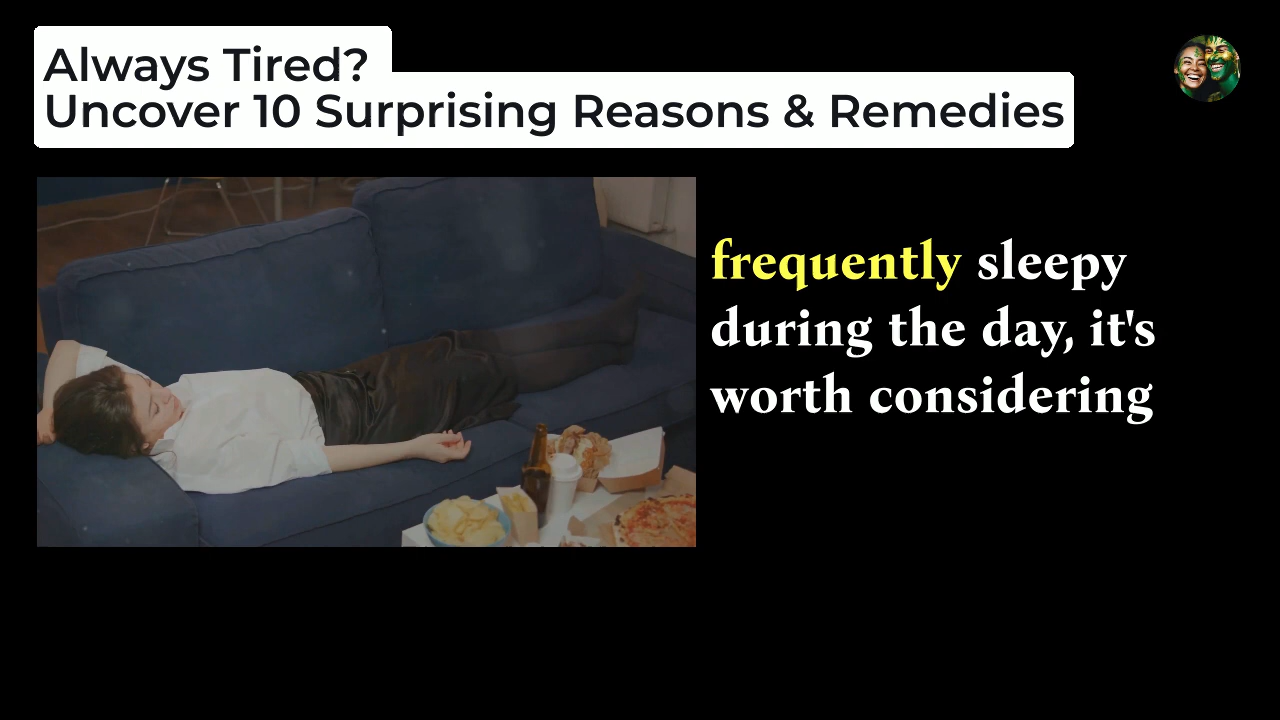 Always Tired?
Uncover 10 Surprising Reasons & Remedies
frequently sleepy
during the day, it's
worth considering